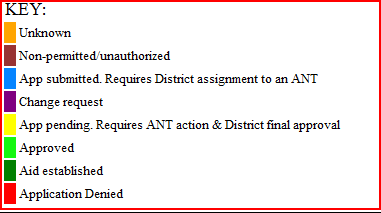 KEY:
Unknown
Non-permitted/unauthorized
App submitted. Requires District assignment to an ANT
Change request
App pending. Requires ANT action & District final approval
Approved
Aid established
Application Denied